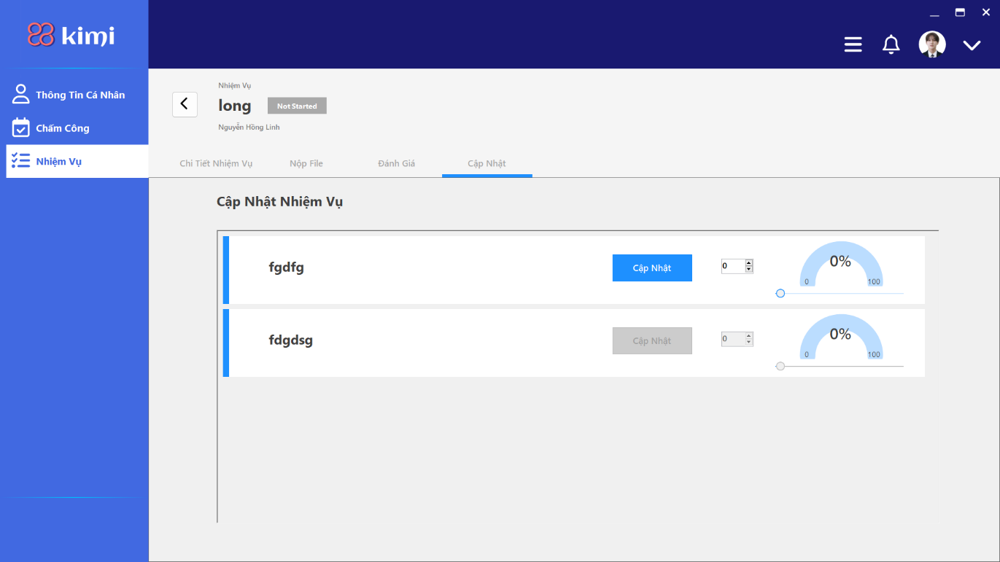 kimi
Thông Tin Cá Nhân
Chấm Công
Nhiệm Vụ
Nhiệm Vụ
long Not Started
Nguyễn Hồng Linh
Chi Tiết Nhiệm Vụ Nộp File Đánh Giá Cập Nhật
Cập Nhật Nhiệm Vụ
fgdfg Cập Nhật 0 0% 0 100
fdgdsg Cập Nhật 0 0% 0 100